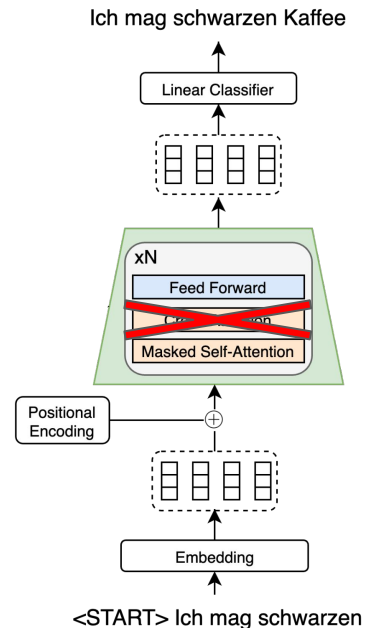 Ich mag schwarzen Kaffee
Linear Classifier
xN
Feed Forward
Masked Self-Attention
Positional
Encoding
+
Embedding
<START> Ich mag schwarzen